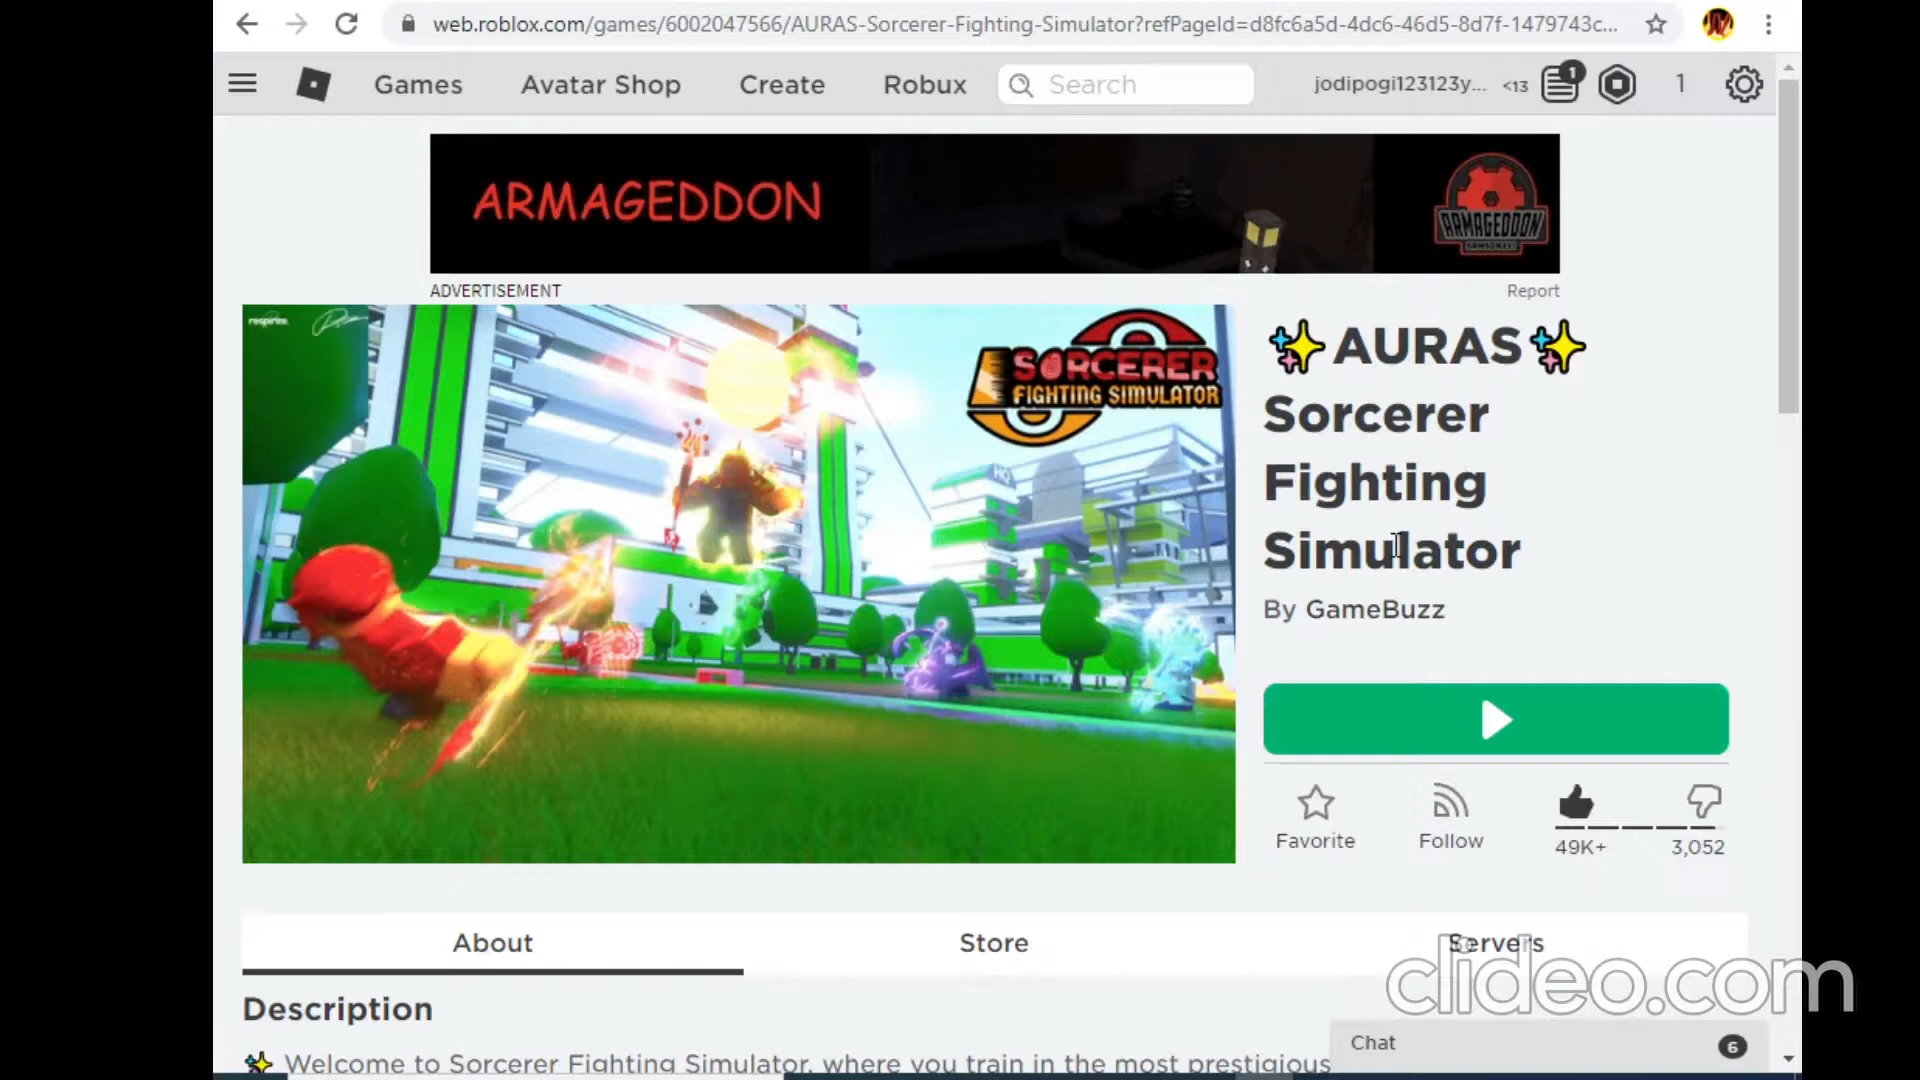 web.roblox.com/games/6002047566/AURAS-Sorcerer-Fighting-Simulator?refPageId=d8fc6a5d-4dc6-46d5-8d7f-1479743c...
Games
Avatar Shop
Create
Robux
Search
jodipogi123123y...
<13
1
1
ARMAGEDDON
ARMAGEDDON
ADVERTISEMENT
Report
SORCERER
FIGHTING SIMULATOR
HQ
✨AURAS✨
Sorcerer
Fighting
Simulator
By GameBuzz
Favorite
Follow
49K+
3,052
About
Store
Servers
clideo.com
Description
✨ Welcome to Sorcerer Fighting Simulator, where you train in the most prestigious
Chat
6